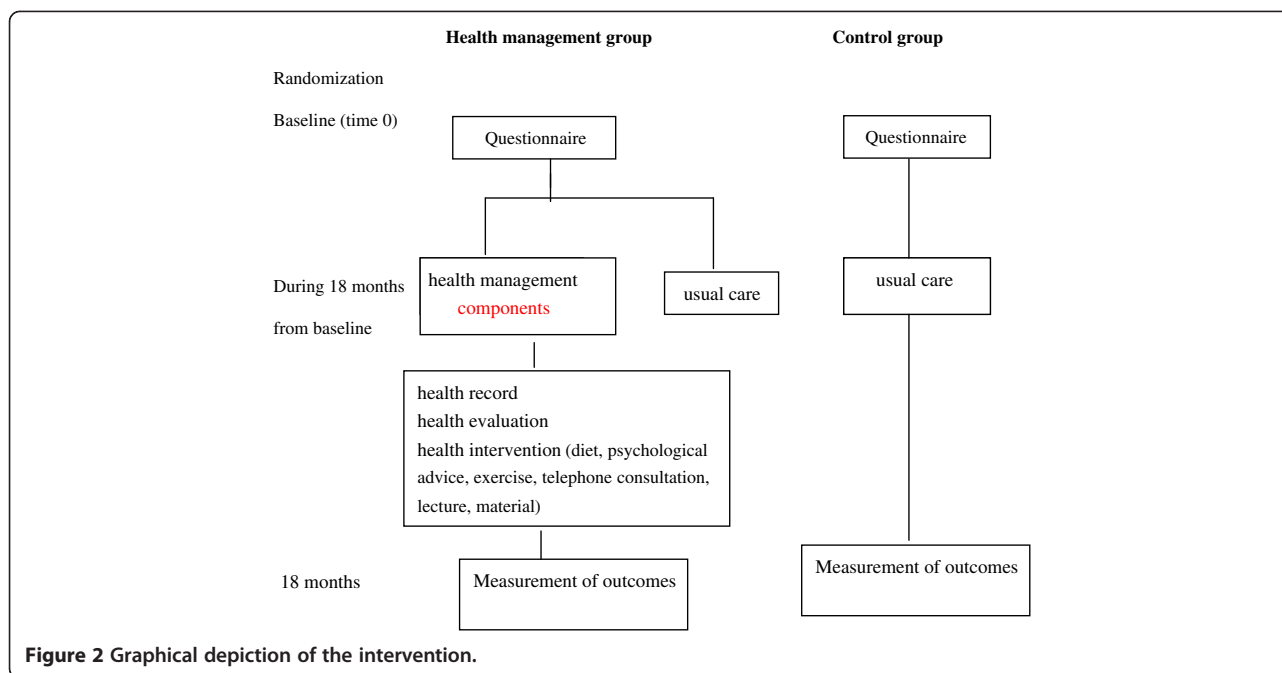 Health management group
Control group
Randomization
Baseline (time 0)
Questionnaire
Questionnaire
During 18 months
from baseline
health management
components
usual care
usual care
health record
health evaluation
health intervention (diet, psychological
advice, exercise, telephone consultation,
lecture, material)
18 months
Measurement of outcomes
Measurement of outcomes
Figure 2 Graphical depiction of the intervention.